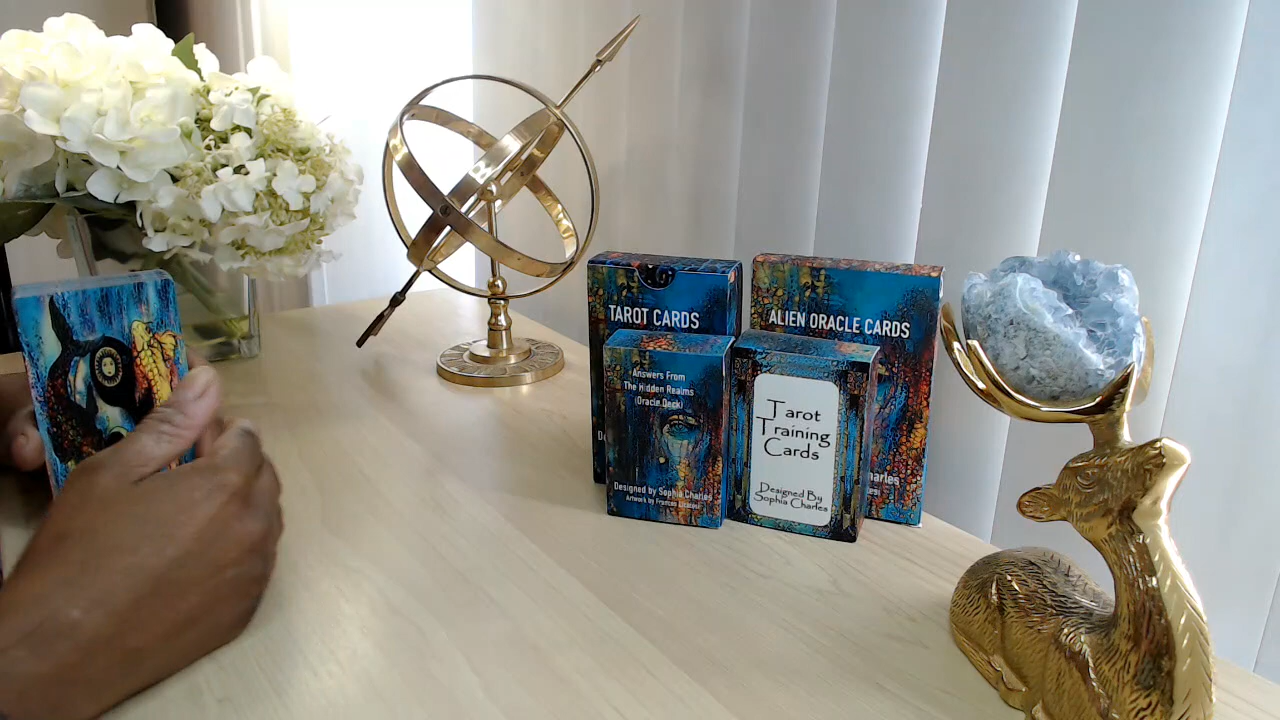 TAROT CARDS
ALIEN ORACLE CARDS
Answers From
The Hidden Realms
(Oracle Deck)
Designed by Sophia Charles
Tarot
Training
Cards
Designed By
Sophia Charles